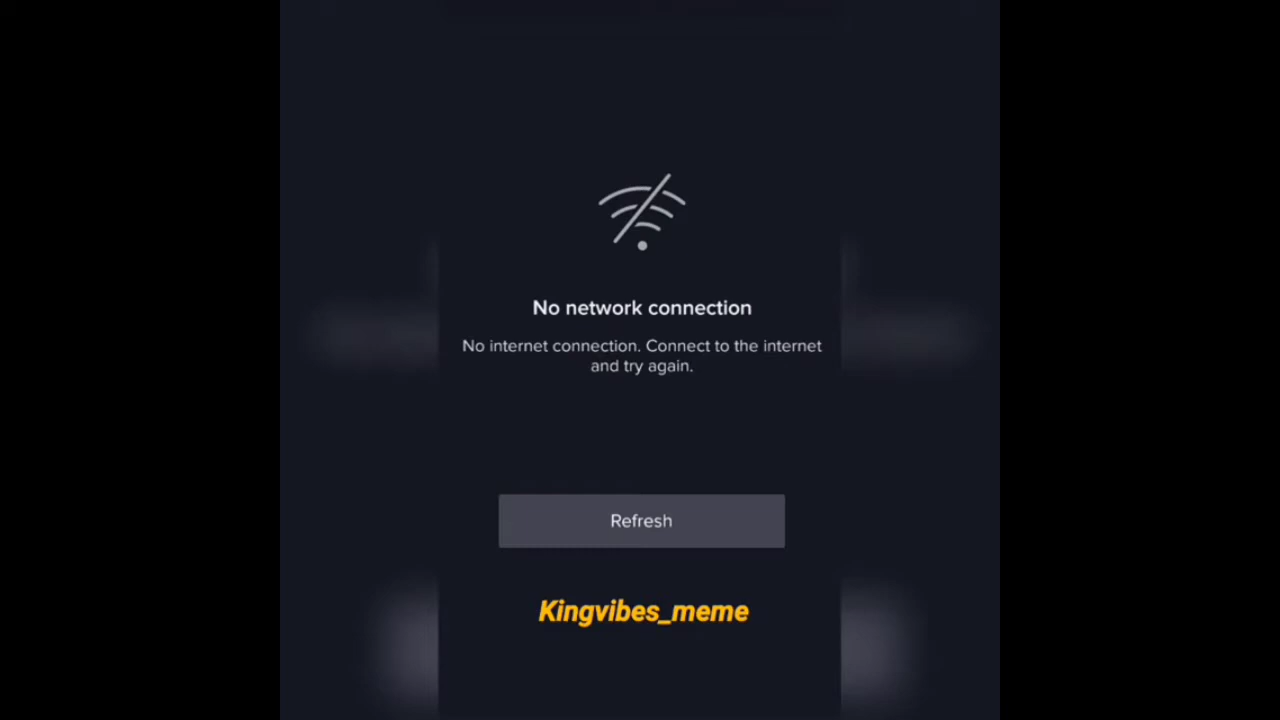 No network connection
No internet connection. Connect to the internet
and try again.
Refresh
Kingvibes_meme